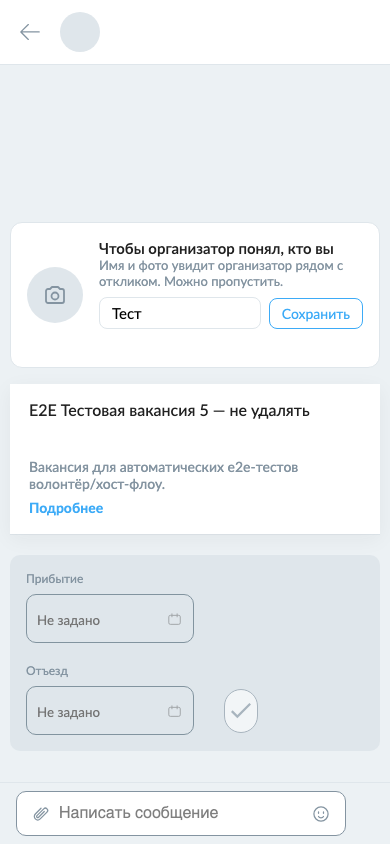 Чтобы организатор понял, кто вы
Имя и фото увидит организатор рядом с
откликом. Можно пропустить.
Тест
Сохранить
E2E Тестовая вакансия 5 — не удалять
Вакансия для автоматических e2e-тестов
волонтёр/хост-флоу.
Подробнее
Прибытие
Не задано
Отъезд
Не задано
Написать сообщение